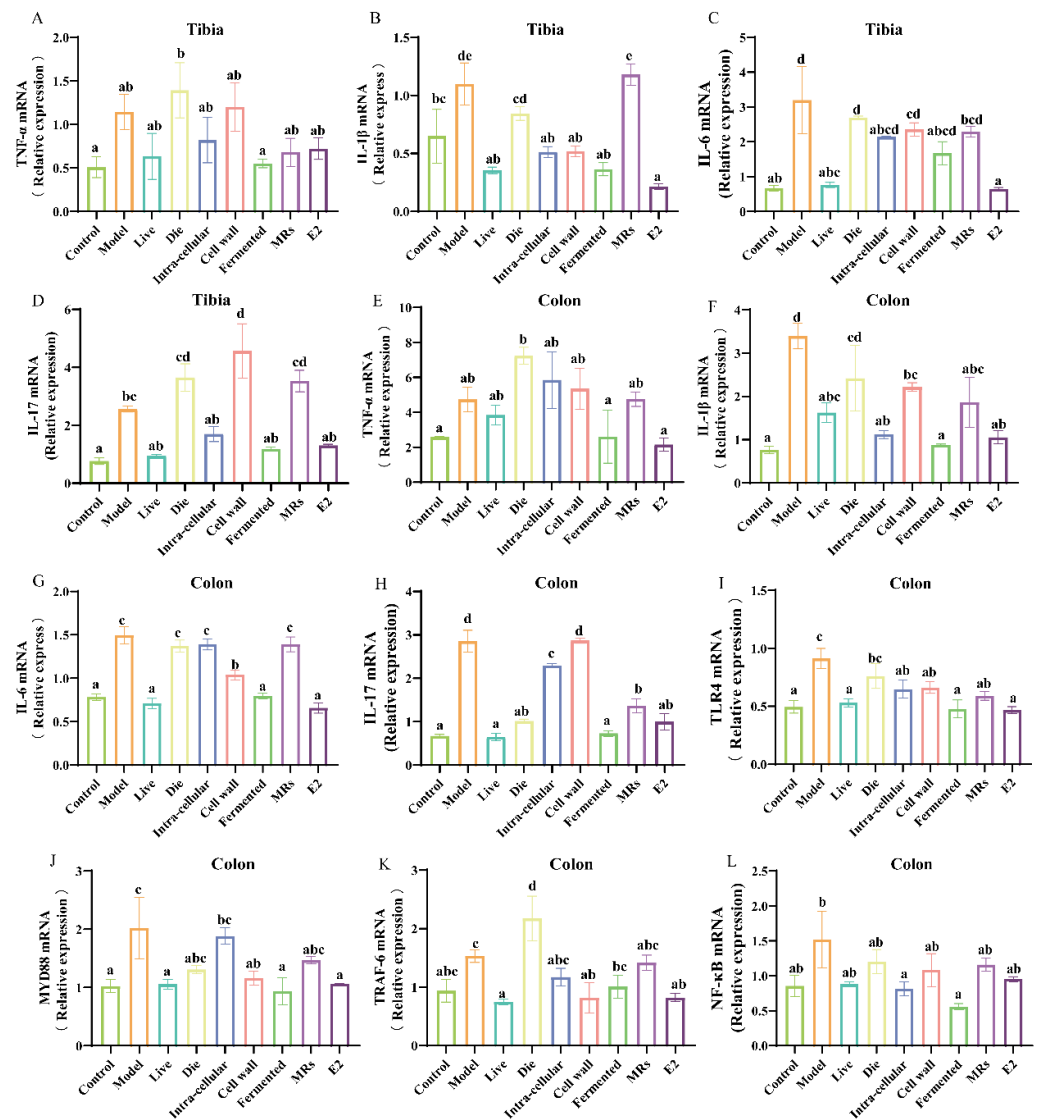 A
Tibia
TNF-α mRNA
( Relative expression )
2.0
1.5
1.0
0.5
0.0
a ab ab b ab ab a ab ab
Control Model Live Die Intra-cellular Cell wall Fermented MRs E2
B
Tibia
IL-1β mRNA
( Relative express )
1.5
1.0
0.5
0.0
bc de ab cd ab ab ab e a
Control Model Live Die Intra-cellular Cell wall Fermented MRs E2
C
Tibia
IL-6 mRNA
(Relative expression)
5
4
3
2
1
0
ab d abc d abcd cd abcd bcd a
Control Model Live Die Intra-cellular Cell wall Fermented MRs E2
D
Tibia
IL-17 mRNA
(Relative expression)
6
4
2
0
a bc ab cd ab d ab cd ab
Control Model Live Die Intra-cellular Cell wall Fermented MRs E2
E
Colon
TNF-α mRNA
( Relative expression )
10
8
6
4
2
0
a ab ab b ab ab a ab a
Control Model Live Die Intra-cellular Cell wall Fermented MRs E2
F
Colon
IL-1β mRNA
( Relative express )
4
3
2
1
0
a d abc cd ab bc a abc ab
Control Model Live Die Intra-cellular Cell wall Fermented MRs E2
G
Colon
IL-6 mRNA
( Relative express )
2.0
1.5
1.0
0.5
0.0
a c a c c b a c a
Control Model Live Die Intra-cellular Cell wall Fermented MRs E2
H
Colon
IL-17 mRNA
(Relative expression)
4
3
2
1
0
a d a ab c d a b ab
Control Model Live Die Intra-cellular Cell wall Fermented MRs E2
I
Colon
TLR4 mRNA
( Relative expression )
1.5
1.0
0.5
0.0
a c a bc ab ab a ab a
Control Model Live Die Intra-cellular Cell wall Fermented MRs E2
J
Colon
MYD88 mRNA
( Relative expression )
3
2
1
0
a c a abc bc ab a abc a
Control Model Live Die Intra-cellular Cell wall Fermented MRs E2
K
Colon
TRAF-6 mRNA
( Relative expression )
3
2
1
0
abc c a d abc ab bc abc ab
Control Model Live Die Intra-cellular Cell wall Fermented MRs E2
L
Colon
NF-κB mRNA
(Relative expression)
2.5
2.0
1.5
1.0
0.5
0.0
ab b ab ab a ab a ab ab
Control Model Live Die Intra-cellular Cell wall Fermented MRs E2